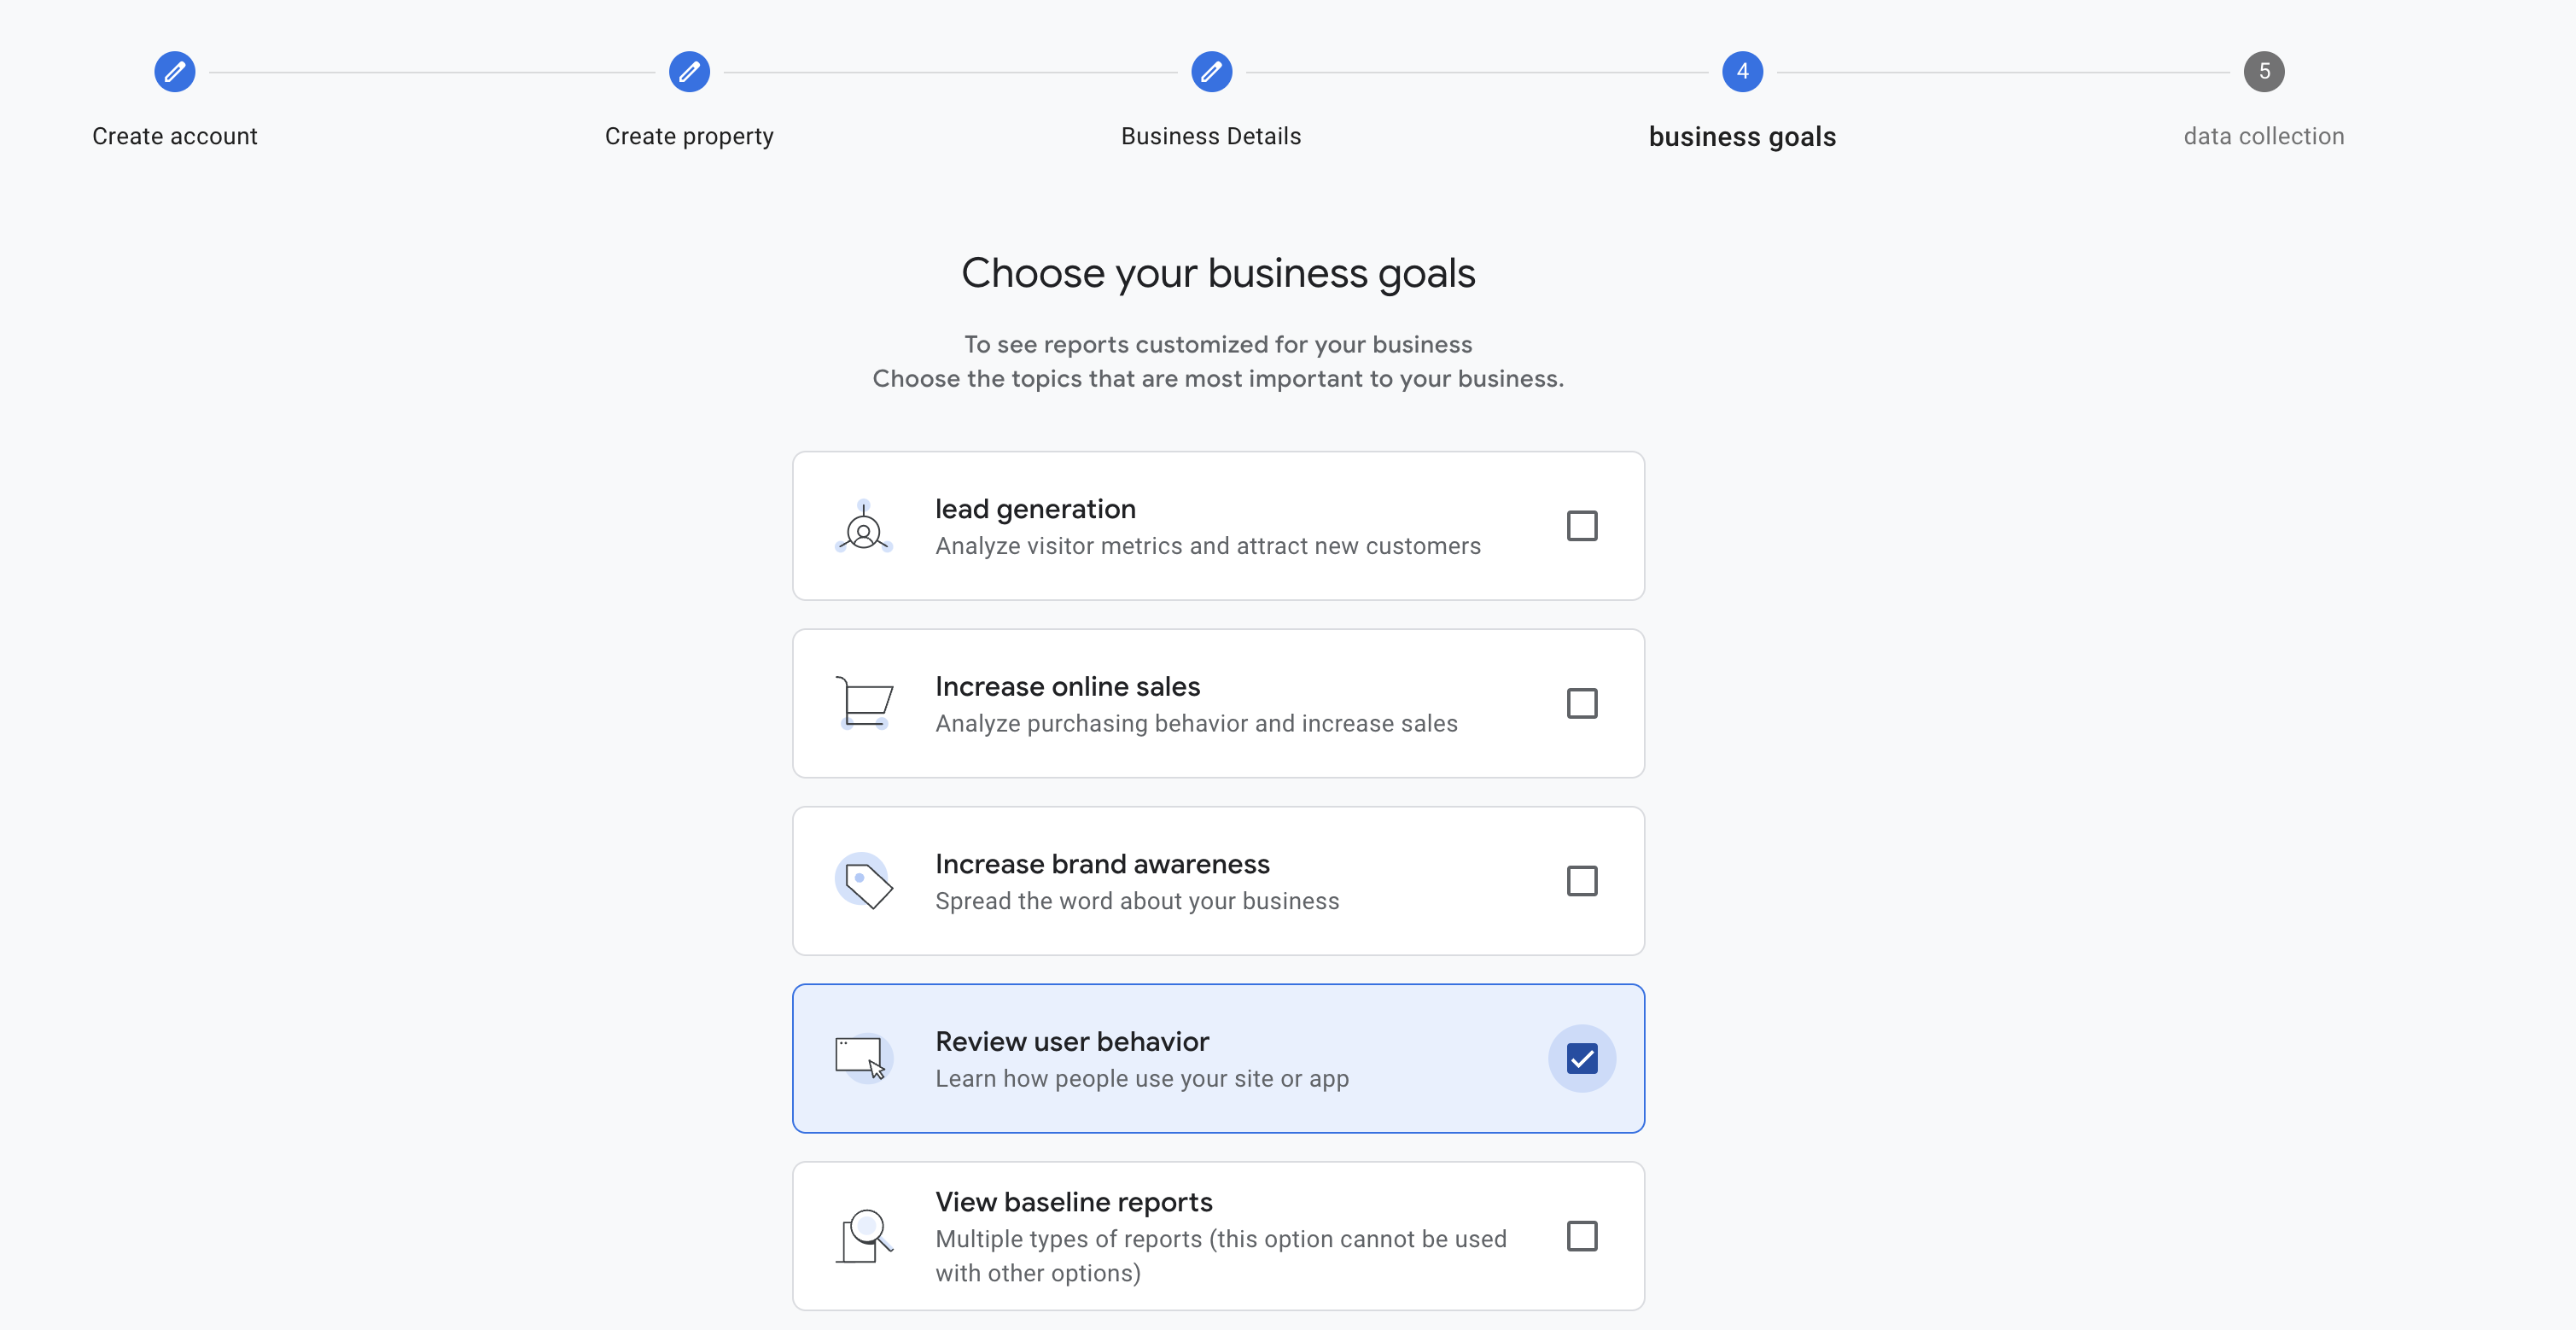 4
5
Create account
Create property
Business Details
business goals
data collection
Choose your business goals
To see reports customized for your business
Choose the topics that are most important to your business.
lead generation
Analyze visitor metrics and attract new customers
Increase online sales
Analyze purchasing behavior and increase sales
Increase brand awareness
Spread the word about your business
Review user behavior
Learn how people use your site or app
View baseline reports
Multiple types of reports (this option cannot be used
with other options)